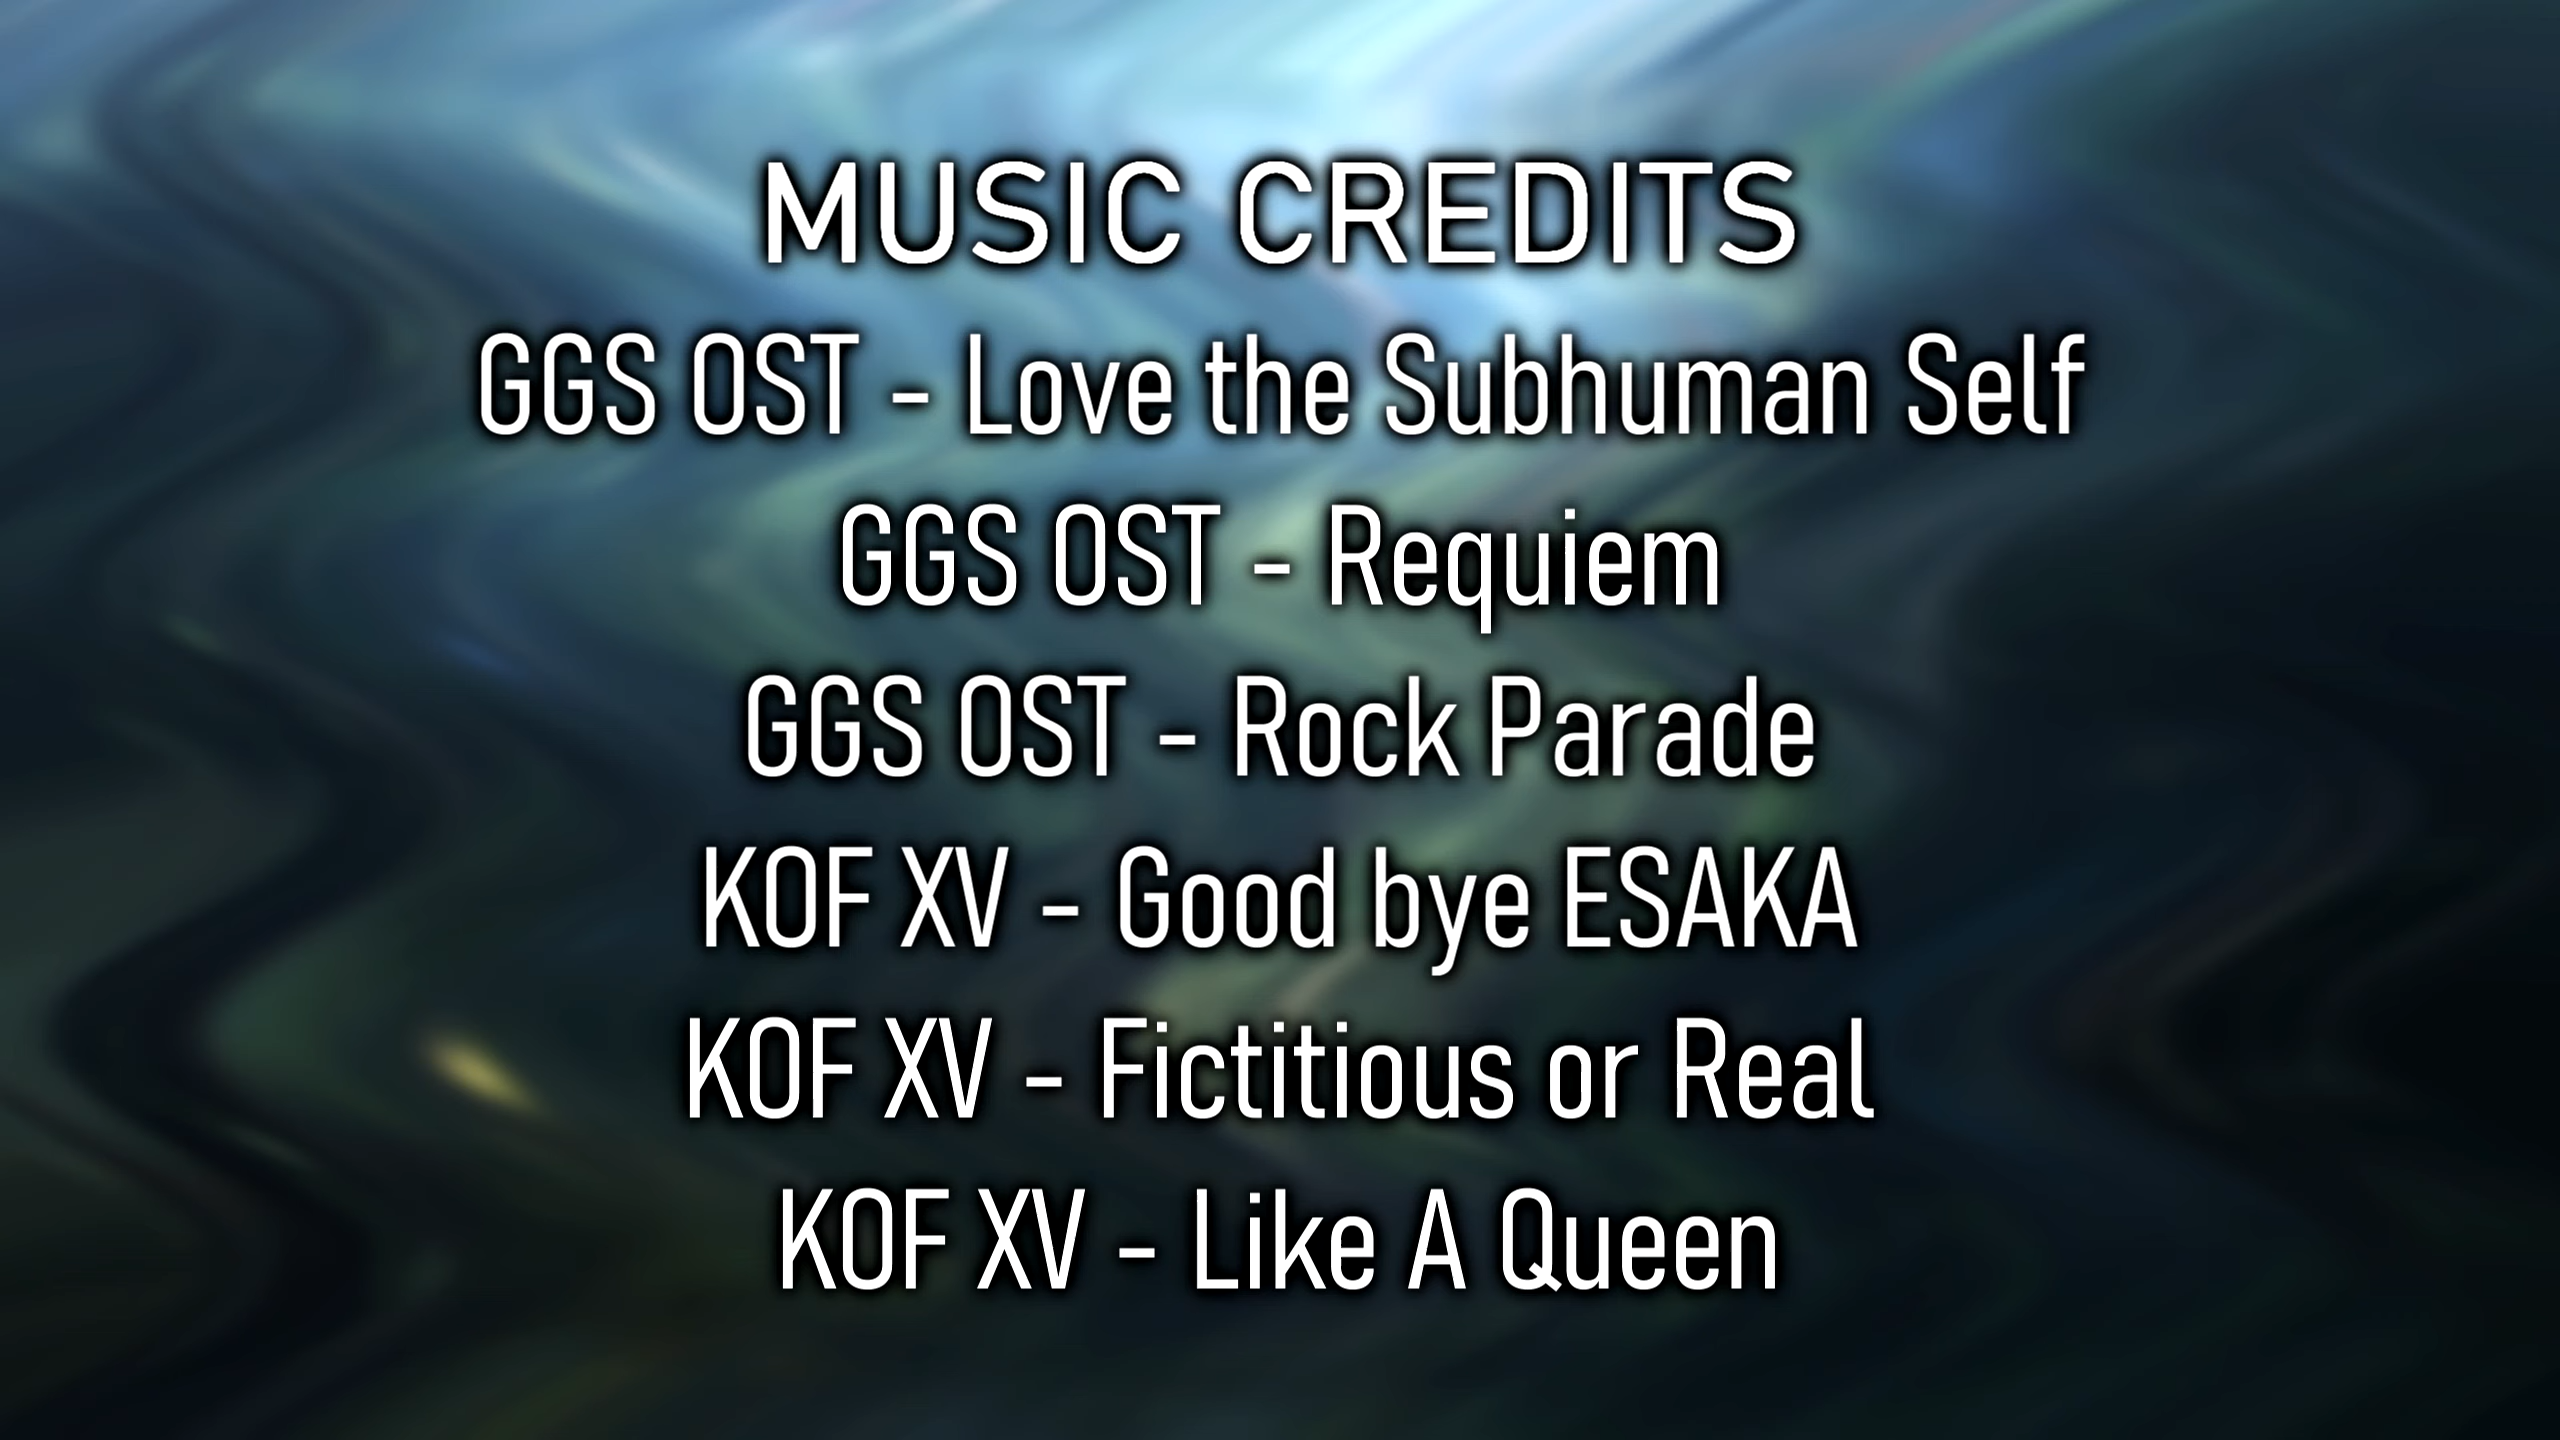 MUSIC CREDITS
GGS OST - Love the Subhuman Self
GGS OST - Requiem
GGS OST - Rock Parade
KOF XV - Good bye ESAKA
KOF XV - Fictitious or Real
KOF XV - Like A Queen